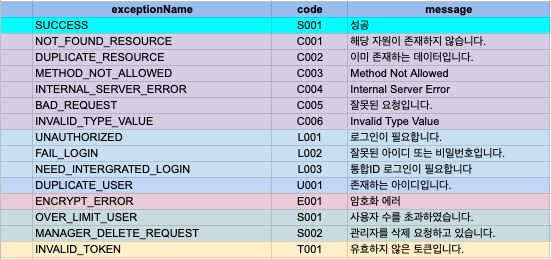 exceptionName code message
SUCCESS S001 성공
NOT_FOUND_RESOURCE C001 해당 자원이 존재하지 않습니다.
DUPLICATE_RESOURCE C002 이미 존재하는 데이터입니다.
METHOD_NOT_ALLOWED C003 Method Not Allowed
INTERNAL_SERVER_ERROR C004 Internal Server Error
BAD_REQUEST C005 잘못된 요청입니다.
INVALID_TYPE_VALUE C006 Invalid Type Value
UNAUTHORIZED L001 로그인이 필요합니다.
FAIL_LOGIN L002 잘못된 아이디 또는 비밀번호입니다.
NEED_INTERGRATED_LOGIN L003 통합ID 로그인이 필요합니다
DUPLICATE_USER U001 존재하는 아이디입니다.
ENCRYPT_ERROR E001 암호화 에러
OVER_LIMIT_USER S001 사용자 수를 초과하였습니다.
MANAGER_DELETE_REQUEST S002 관리자를 삭제 요청하고 있습니다.
INVALID_TOKEN T001 유효하지 않은 토큰입니다.